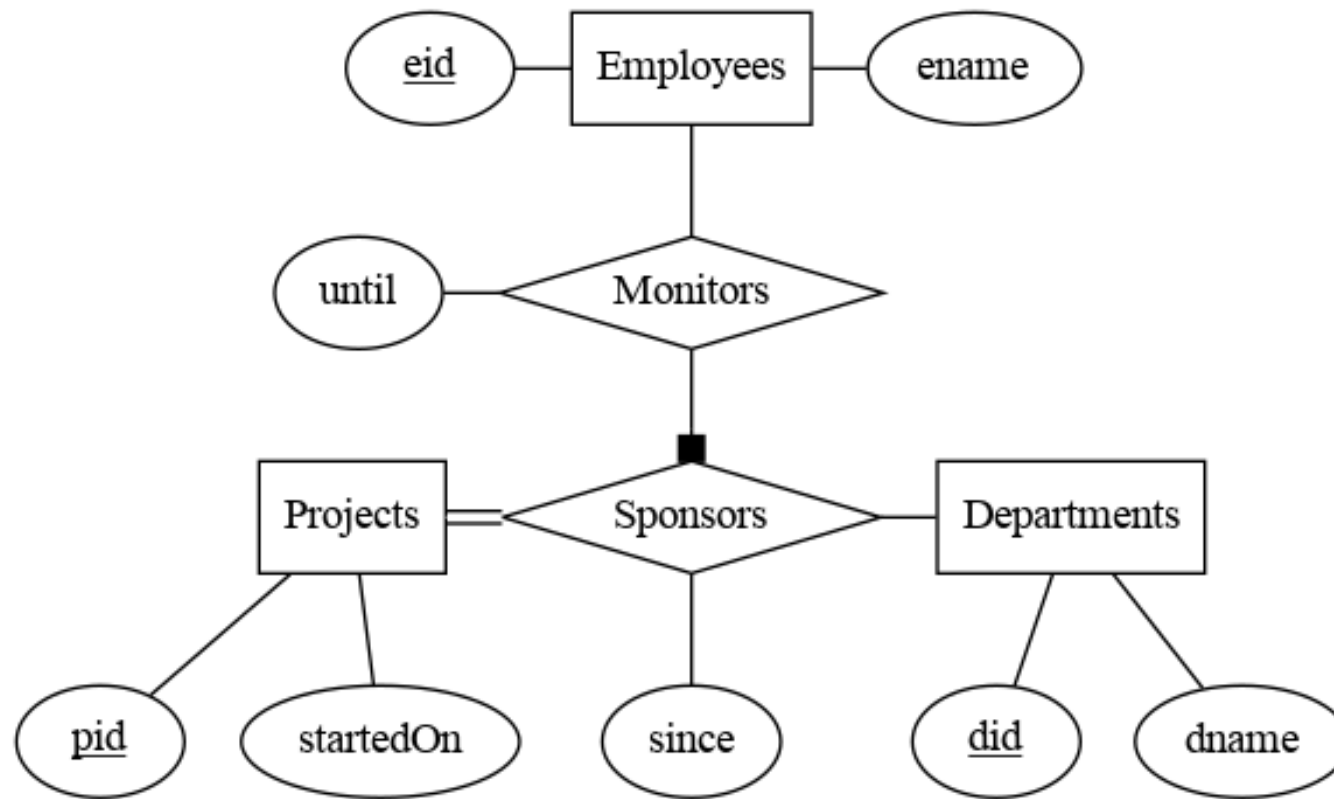 eid
Employees
ename
until
Monitors
Projects
Sponsors
Departments
pid
startedOn
since
did
dname